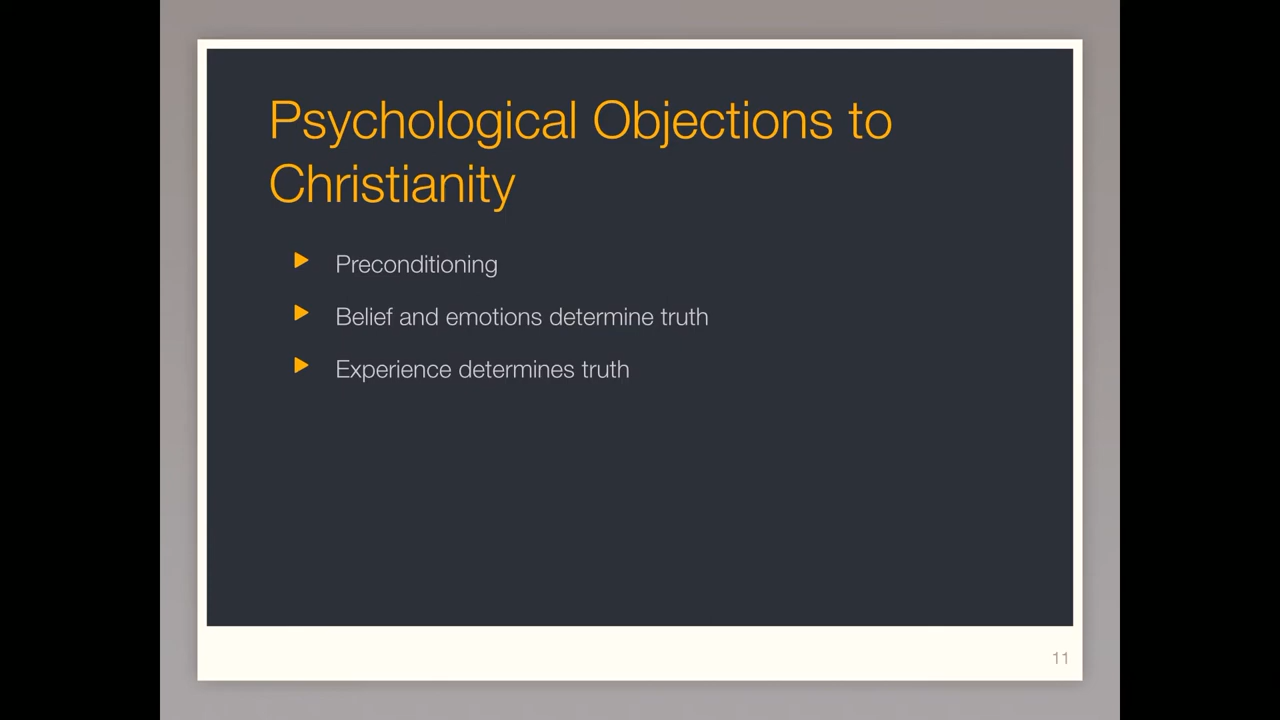 Psychological Objections to
Christianity
Preconditioning
Belief and emotions determine truth
Experience determines truth
11